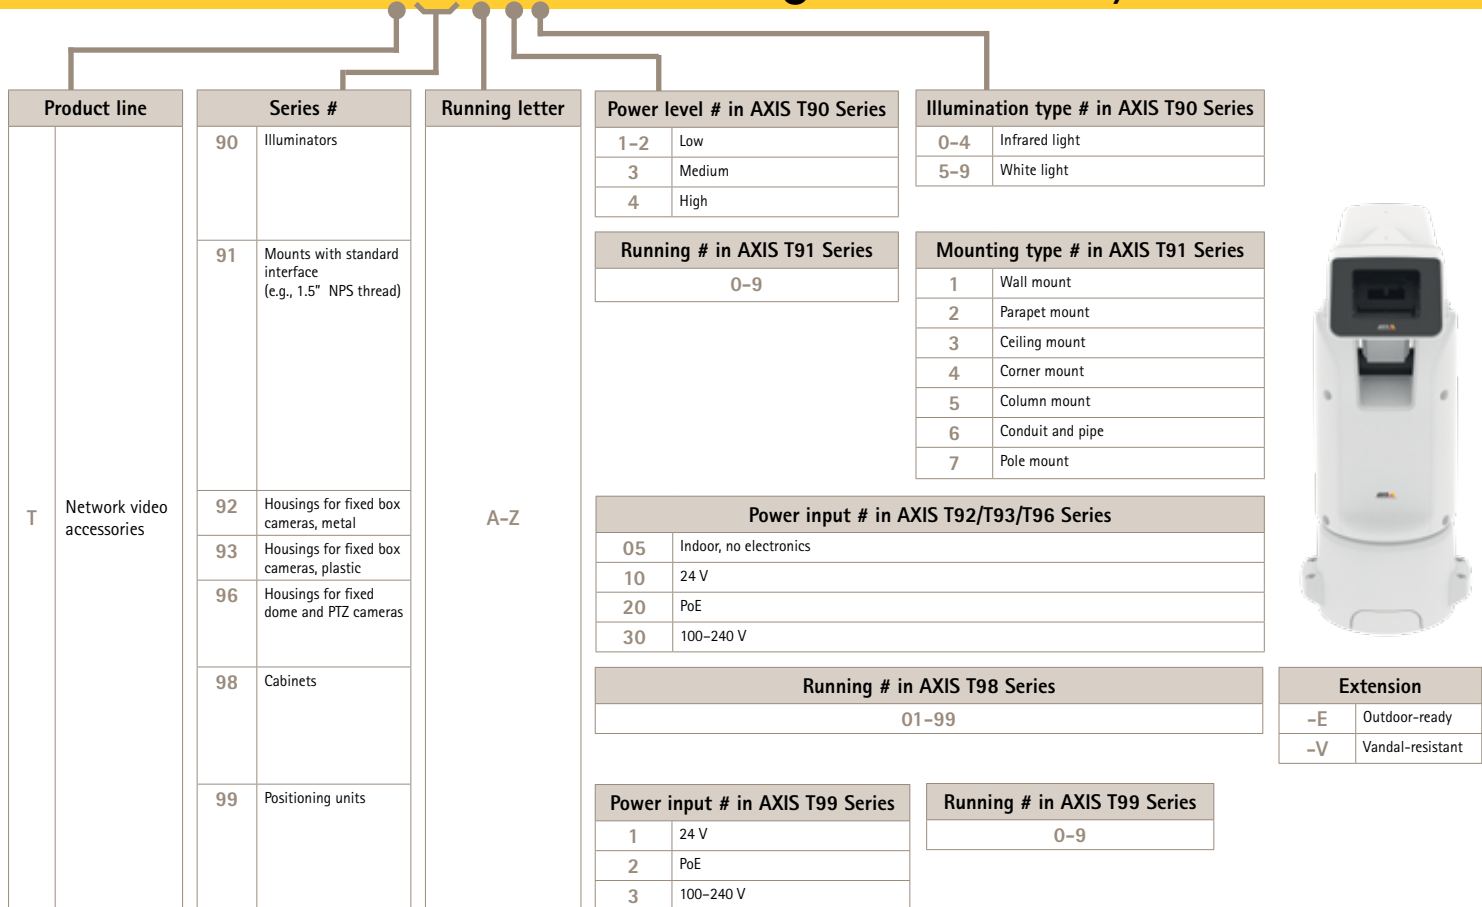 Product line
T
Network video
accessories
Series #
90 Illuminators
91 Mounts with standard
interface
(e.g., 1.5" NPS thread)
92 Housings for fixed box
cameras, metal
93 Housings for fixed box
cameras, plastic
96 Housings for fixed
dome and PTZ cameras
98 Cabinets
99 Positioning units
Running letter
A-Z
Power level # in AXIS T90 Series
1-2 Low
3 Medium
4 High
Illumination type # in AXIS T90 Series
0-4 Infrared light
5-9 White light
Running # in AXIS T91 Series
0-9
Mounting type # in AXIS T91 Series
1 Wall mount
2 Parapet mount
3 Ceiling mount
4 Corner mount
5 Column mount
6 Conduit and pipe
7 Pole mount
Power input # in AXIS T92/T93/T96 Series
05 Indoor, no electronics
10 24 V
20 PoE
30 100-240 V
Running # in AXIS T98 Series
01-99
Extension
-E Outdoor-ready
-V Vandal-resistant
Power input # in AXIS T99 Series
1 24 V
2 PoE
3 100-240 V
Running # in AXIS T99 Series
0-9